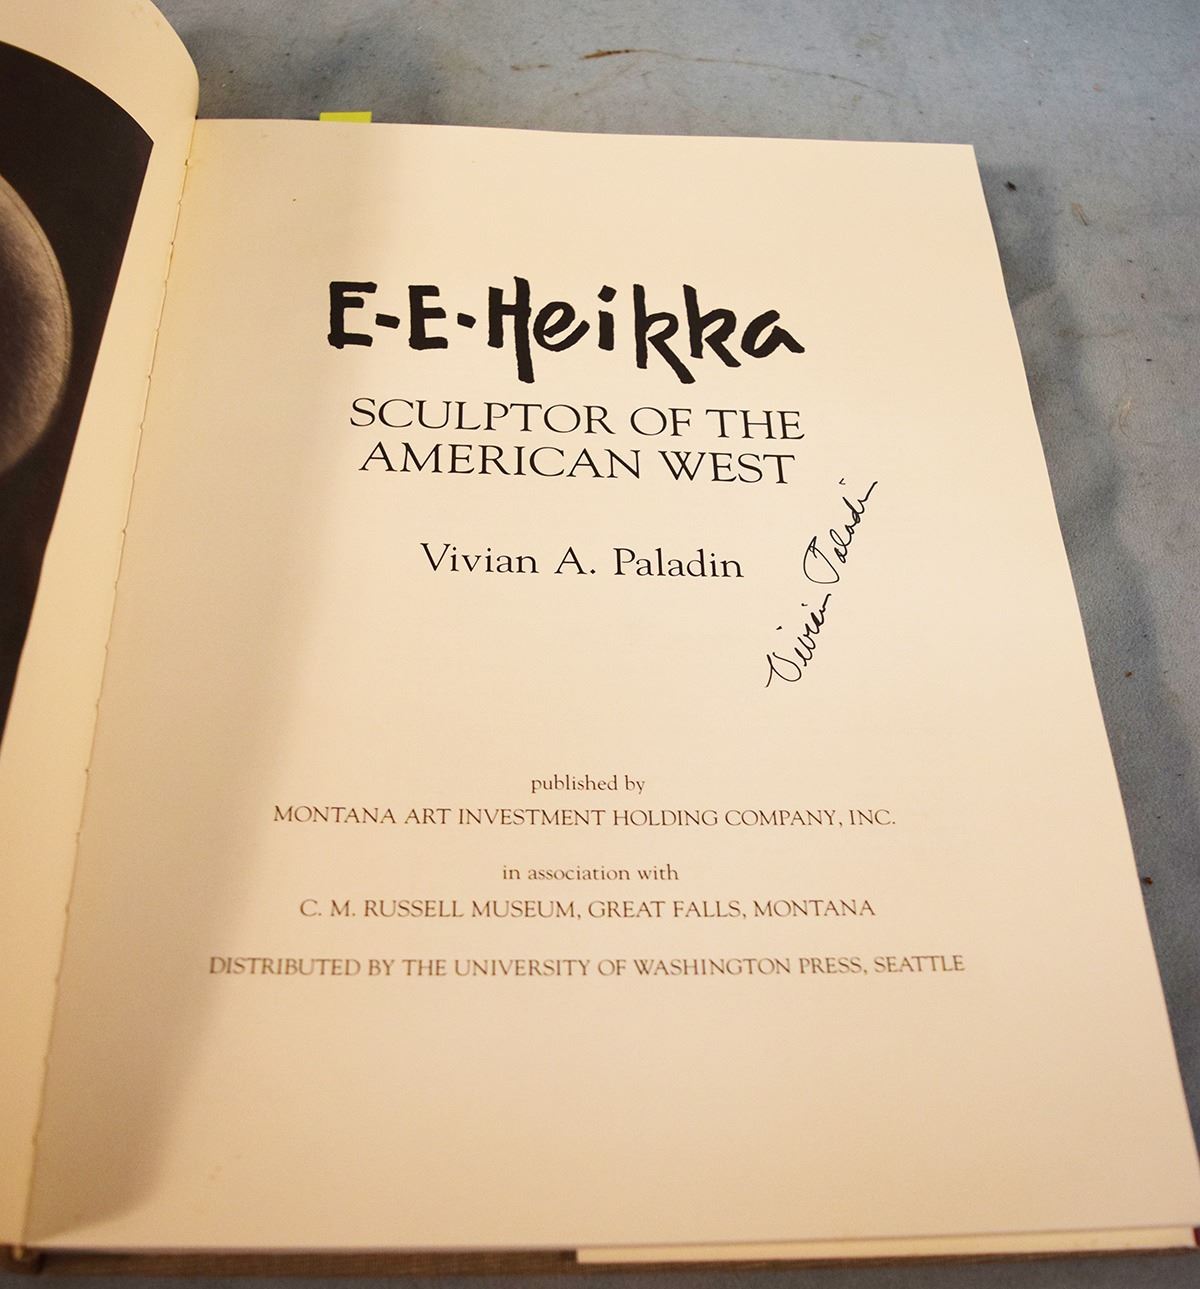 E-E-Heikka
SCULPTOR OF THE
AMERICAN WEST
Vivian A. Paladin
Vivian Paladin
published by
MONTANA ART INVESTMENT HOLDING COMPANY, INC.
in association with
C. M. RUSSELL MUSEUM, GREAT FALLS, MONTANA
DISTRIBUTED BY THE UNIVERSITY OF WASHINGTON PRESS, SEATTLE